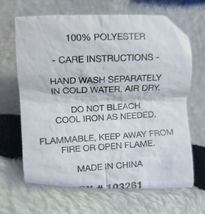 100% POLYESTER
- CARE INSTRUCTIONS -
HAND WASH SEPARATELY
IN COLD WATER, AIR DRY.
DO NOT BLEACH
COOL IRON AS NEEDED.
FLAMMABLE, KEEP AWAY FROM
FIRE OR OPEN FLAME.
MADE IN CHINA
# 103261